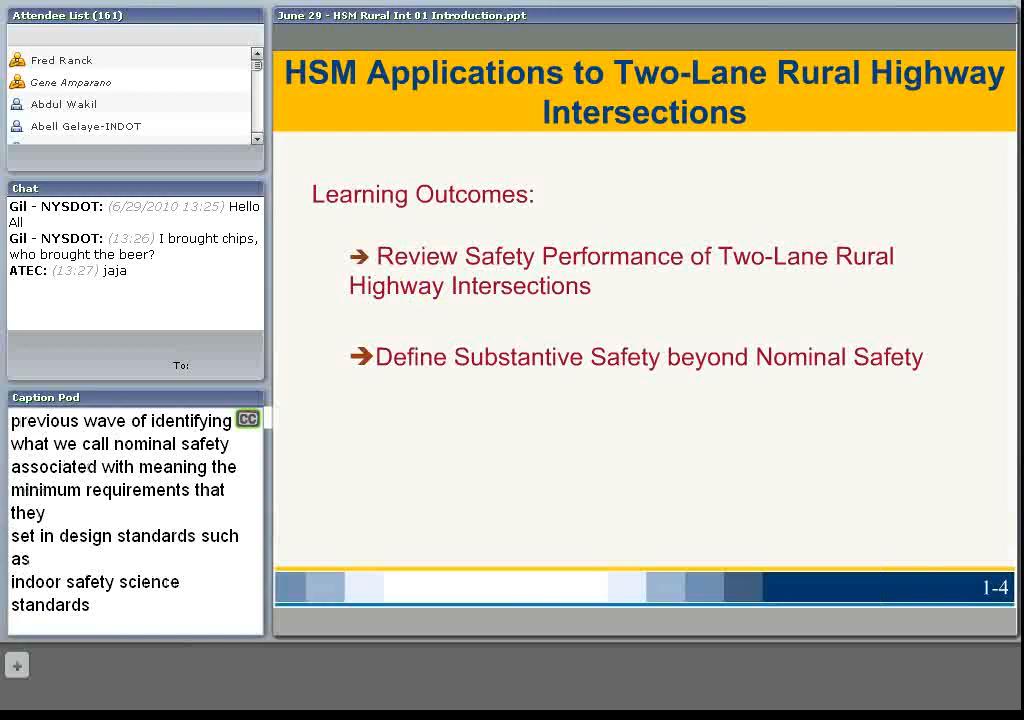 Attendee List (161)
Fred Ranck
Gene Amparano
Abdul Wakil
Abell Gelaye-INDOT
Chat
Gil - NYSDOT: (6/29/2010 13:25) Hello
All
Gil - NYSDOT: (13:26) I brought chips,
who brought the beer?
ATEC: (13:27) jaja
To:
Caption Pod
previous wave of identifying
CC
what we call nominal safety
associated with meaning the
minimum requirements that
they
set in design standards such
as
indoor safety science
standards
June 29 - HSM Rural Int 01 Introduction.ppt
HSM Applications to Two-Lane Rural Highway
Intersections
Learning Outcomes:
➔ Review Safety Performance of Two-Lane Rural
Highway Intersections
➔Define Substantive Safety beyond Nominal Safety
1-4